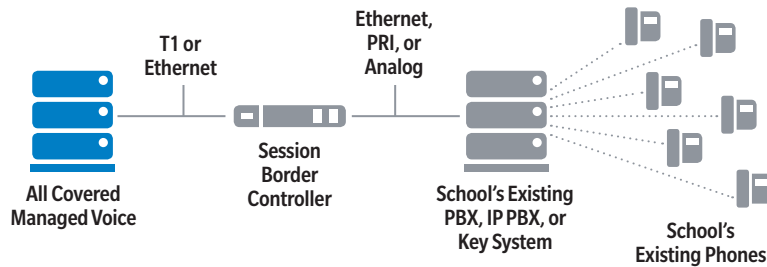 T1 or
Ethernet
Ethernet,
PRI, or
Analog
All Covered
Managed Voice
Session
Border
Controller
School's Existing
PBX, IP PBX, or
Key System
School's
Existing Phones